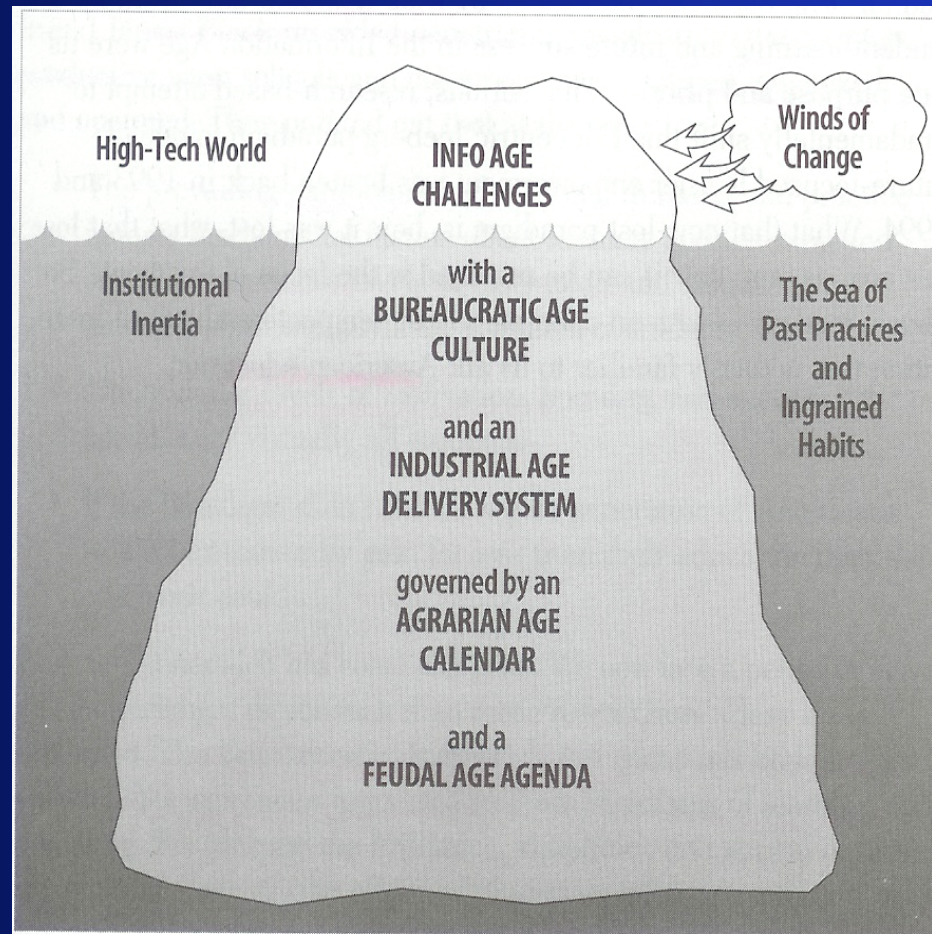 High-Tech World
INFO AGE
CHALLENGES
Winds of
Change
Institutional
Inertia
with a
BUREAUCRATIC AGE
CULTURE
and an
INDUSTRIAL AGE
DELIVERY SYSTEM
governed by an
AGRARIAN AGE
CALENDAR
and a
FEUDAL AGE AGENDA
The Sea of
Past Practices
and
Ingrained
Habits